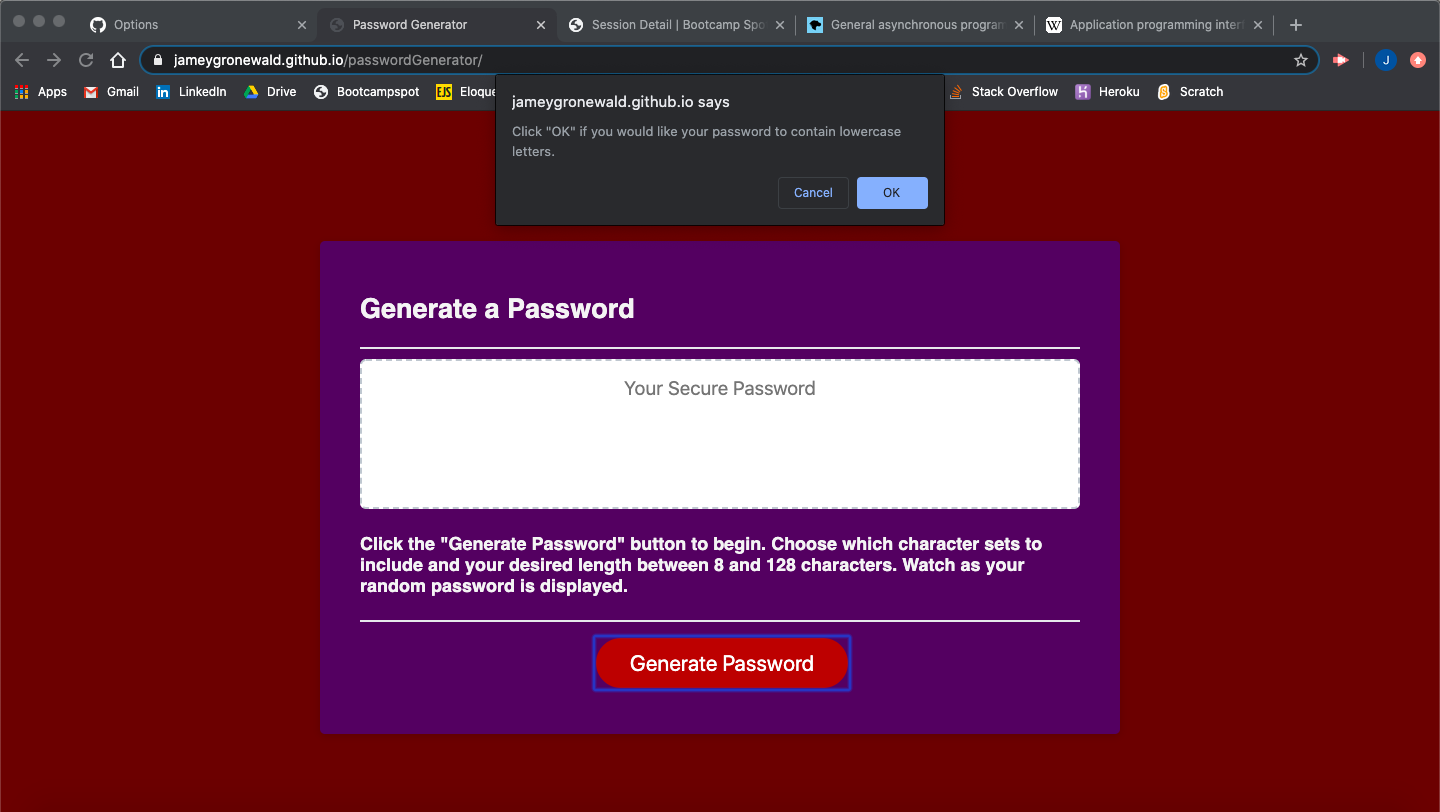 Options
Password Generator
Session Detail | Bootcamp Spo
General asynchronous program
Application programming interf
jameygronewald.github.io/passwordGenerator/
J
Apps
Gmail
LinkedIn
Drive
Bootcampspot
EJS
Eloque
Stack Overflow
Heroku
Scratch
jameygronewald.github.io says
Click "OK" if you would like your password to contain lowercase
letters.
Cancel
OK
Generate a Password
Your Secure Password
Click the "Generate Password" button to begin. Choose which character sets to
include and your desired length between 8 and 128 characters. Watch as your
random password is displayed.
Generate Password